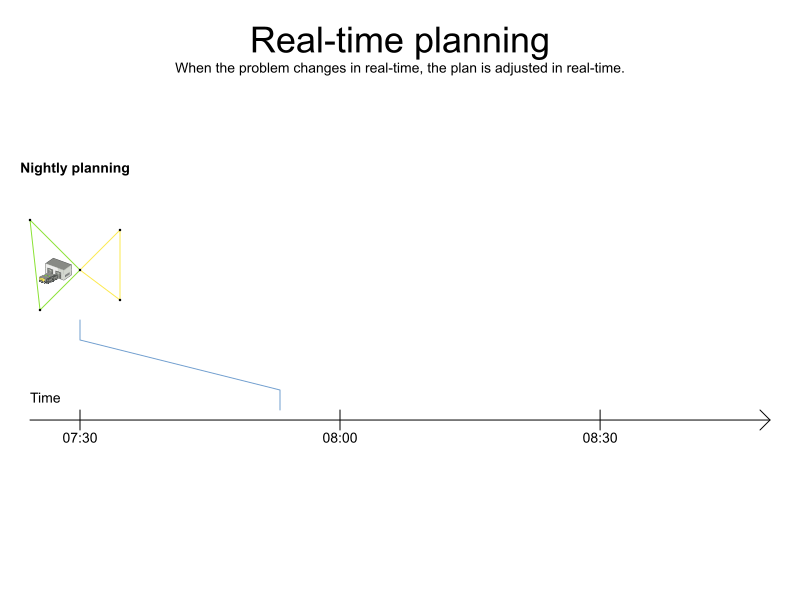 Real-time planning
When the problem changes in real-time, the plan is adjusted in real-time.
Nightly planning
Time
07:30
08:00
08:30